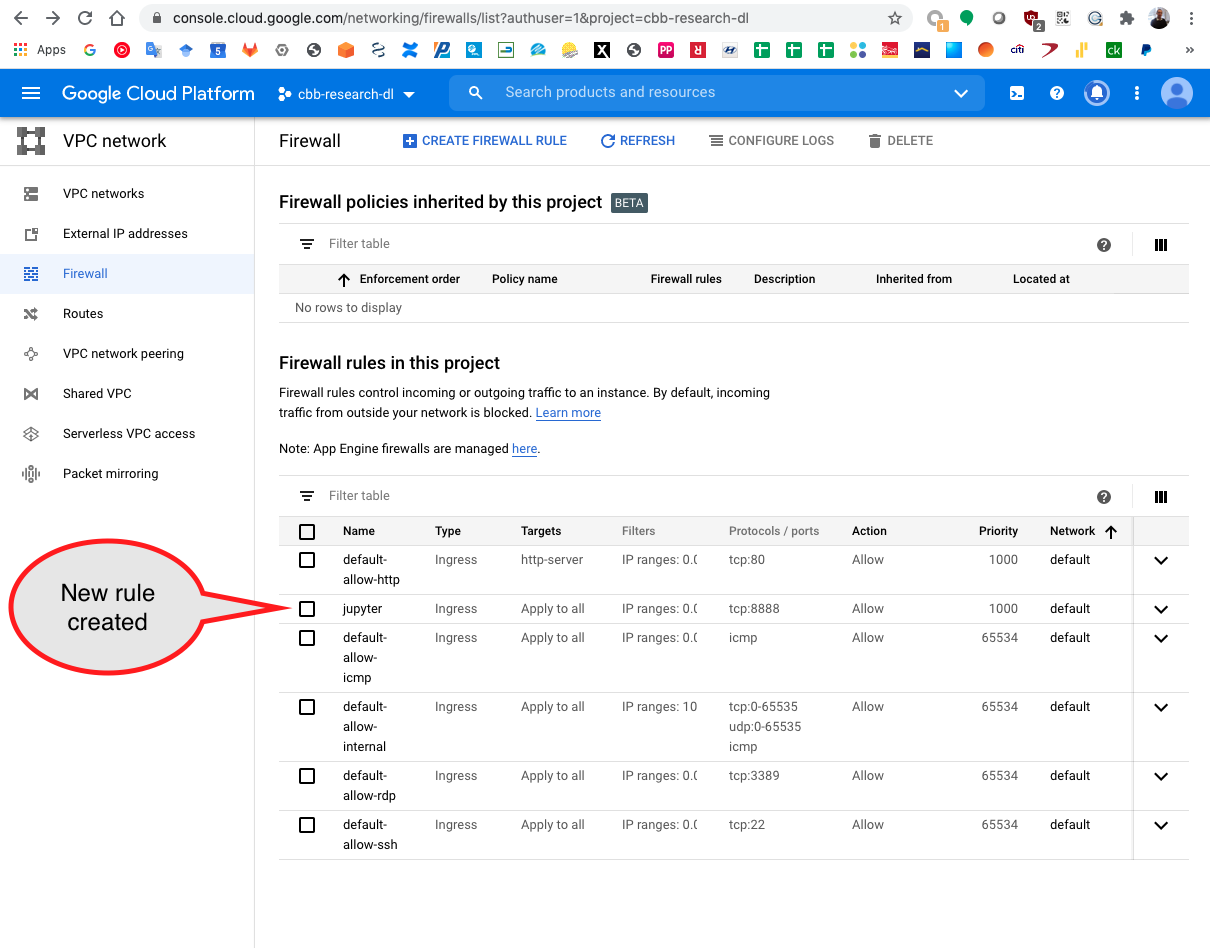 console.cloud.google.com/networking/firewalls/list?authuser=1&project=cbb-research-dl
1
2
Apps
5
X
PP
citi
ck
»
Google Cloud Platform
cbb-research-dl
Search products and resources
VPC network
Firewall
CREATE FIREWALL RULE
REFRESH
CONFIGURE LOGS
DELETE
VPC networks
External IP addresses
Firewall
Routes
VPC network peering
Shared VPC
Serverless VPC access
Packet mirroring
Firewall policies inherited by this project BETA
Filter table
Enforcement order Policy name Firewall rules Description Inherited from Located at
No rows to display
Firewall rules in this project
Firewall rules control incoming or outgoing traffic to an instance. By default, incoming
traffic from outside your network is blocked. Learn more
Note: App Engine firewalls are managed here.
Filter table
Name Type Targets Filters Protocols / ports Action Priority Network
default- Ingress http-server IP ranges: 0.0 tcp:80 Allow 1000 default
allow-http
jupyter Ingress Apply to all IP ranges: 0.0 tcp:8888 Allow 1000 default
default- Ingress Apply to all IP ranges: 0.0 icmp Allow 65534 default
allow-
icmp
default- Ingress Apply to all IP ranges: 10 tcp:0-65535 Allow 65534 default
allow- udp:0-65535
internal icmp
default- Ingress Apply to all IP ranges: 0.0 tcp:3389 Allow 65534 default
allow-rdp
default- Ingress Apply to all IP ranges: 0.0 tcp:22 Allow 65534 default
allow-ssh
New rule
created